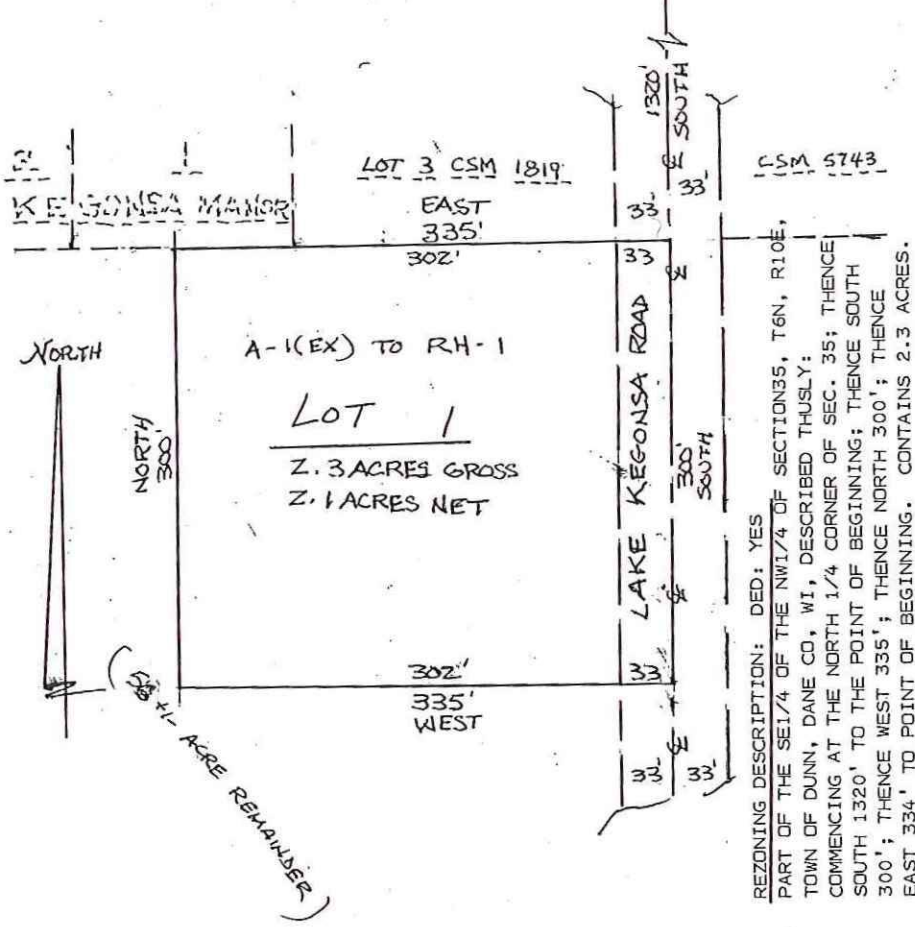 1320'
SOUTH
2
1
LOT 3 CSM 1819
CSM 5743
KEGONSA MANOR
EAST
33' 33'
335'
302' 33
NORTH
A-1(EX) TO RH-1
LOT 1
2.3 ACRES GROSS
2.1 ACRES NET
NORTH
300'
LAKE KEGONSA ROAD
300'
SOUTH
302' 33
335'
WEST
33' 33'
+/- ACRE REMAINDER
REZONING DESCRIPTION: DED: YES
PART OF THE SE1/4 OF THE NW1/4 OF SECTION35, T6N, R10E,
TOWN OF DUNN, DANE CO, WI, DESCRIBED THUSLY:
COMMENCING AT THE NORTH 1/4 CORNER OF SEC. 35; THENCE
SOUTH 1320' TO THE POINT OF BEGINNING; THENCE SOUTH
300'; THENCE WEST 335'; THENCE NORTH 300'; THENCE
EAST 334' TO POINT OF BEGINNING. CONTAINS 2.3 ACRES.